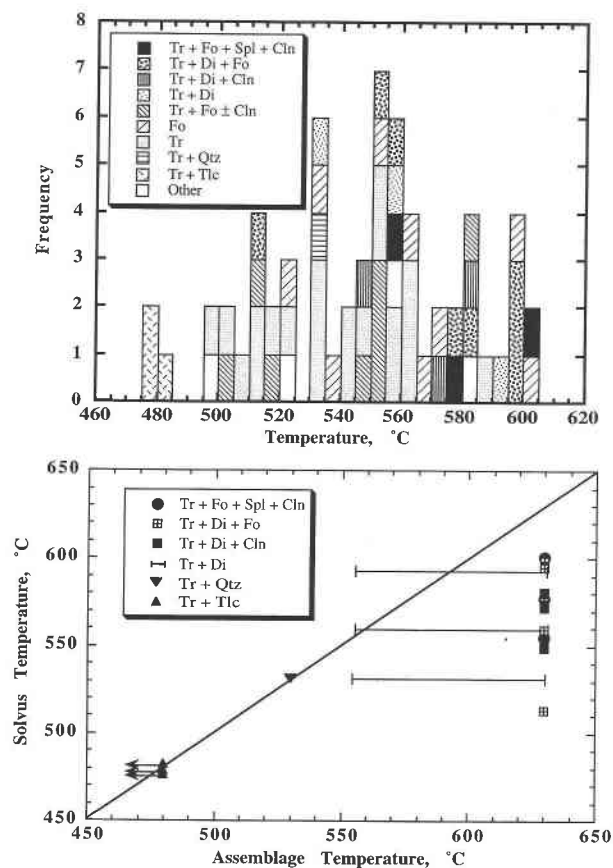 8
7
6
5
4
3
2
1
0
Frequency
Tr + Fo + Spl + Cln
Tr + Di + Fo
Tr + Di + Cln
Tr + Di
Tr + Fo ± Cln
Fo
Tr
Tr + Qtz
Tr + Tlc
Other
460 480 500 520 540 560 580 600 620
Temperature, °C
650
600
550
500
450
Solvus Temperature, °C
Tr + Fo + Spl + Cln
Tr + Di + Fo
Tr + Di + Cln
Tr + Di
Tr + Qtz
Tr + Tlc
450 500 550 600 650
Assemblage Temperature, °C